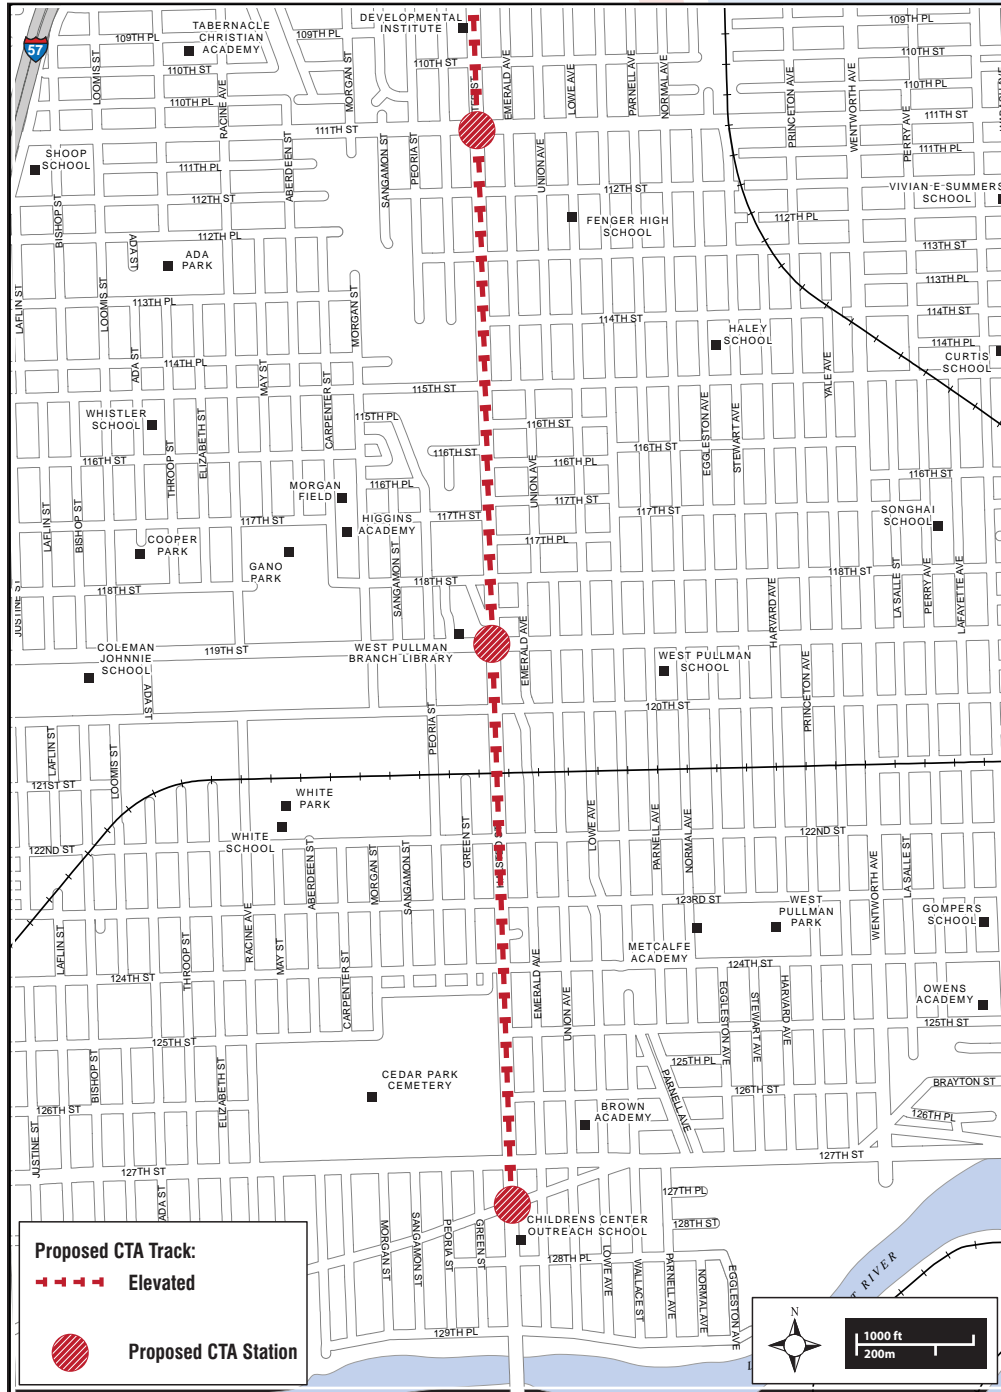 57
TABERNACLE
CHRISTIAN
ACADEMY
DEVELOPMENTAL
INSTITUTE
109TH PL
109TH PL
109TH PL
110TH ST
110TH ST
110TH ST
110TH PL
110TH PL
111TH ST
111TH ST
111TH PL
111TH PL
112TH ST
112TH ST
112TH PL
112TH PL
113TH ST
113TH PL
113TH PL
114TH ST
114TH ST
114TH PL
114TH PL
115TH ST
115TH PL
116TH ST
116TH ST
116TH ST
116TH ST
116TH ST
116TH PL
116TH PL
117TH ST
117TH ST
117TH ST
117TH ST
117TH PL
118TH ST
118TH ST
118TH ST
119TH ST
120TH ST
121ST ST
122ND ST
122ND ST
123RD ST
124TH ST
124TH ST
125TH ST
125TH ST
125TH PL
126TH ST
126TH ST
126TH PL
BRAYTON ST
127TH ST
127TH ST
127TH PL
128TH ST
128TH PL
129TH PL
LOOMIS ST
RACINE AVE
MORGAN ST
EMERALD AVE
LOWE AVE
PARNELL AVE
NORMAL AVE
PRINCETON AVE
WENTWORTH AVE
PERRY AVE
ABERDEEN ST
SANGAMON ST
PEORIA ST
UNION AVE
BISHOP ST
ADA ST
LAFLIN ST
LOOMIS ST
MORGAN ST
ADA ST
MAY ST
CARPENTER ST
YALE AVE
EGGLESTON AVE
STEWART AVE
THROOP ST
ELIZABETH ST
UNION AVE
LAFLIN ST
BISHOP ST
SANGAMON ST
HARVARD AVE
LA SALLE ST
PERRY AVE
LAFAYETTE AVE
JUSTINE ST
EMERALD AVE
ADA ST
PEORIA ST
PRINCETON AVE
LAFLIN ST
LOOMIS ST
GREEN ST
LOWE AVE
PARNELL AVE
NORMAL AVE
ABERDEEN ST
MORGAN ST
SANGAMON ST
WENTWORTH AVE
LA SALLE ST
LAFLIN ST
THROOP ST
RACINE AVE
MAY ST
CARPENTER ST
EMERALD AVE
UNION AVE
EGGLESTON AVE
STEWART AVE
HARVARD AVE
BISHOP ST
ELIZABETH ST
PARNELL AVE
JUSTINE ST
ADA ST
MORGAN ST
SANGAMON ST
PEORIA ST
GREEN ST
LOWE AVE
WALLACE ST
PARNELL AVE
NORMAL AVE
EGGLESTON AVE
SHOOP
SCHOOL
ADA
PARK
FENGER HIGH
SCHOOL
VIVIAN E SUMMERS
SCHOOL
HALEY
SCHOOL
CURTIS
SCHOOL
WHISTLER
SCHOOL
MORGAN
FIELD
HIGGINS
ACADEMY
COOPER
PARK
GANO
PARK
SONGHAI
SCHOOL
COLEMAN
JOHNNIE
SCHOOL
WEST PULLMAN
BRANCH LIBRARY
WEST PULLMAN
SCHOOL
WHITE
PARK
WHITE
SCHOOL
WEST
PULLMAN
PARK
GOMPERS
SCHOOL
METCALFE
ACADEMY
OWENS
ACADEMY
CEDAR PARK
CEMETERY
BROWN
ACADEMY
CHILDRENS CENTER
OUTREACH SCHOOL
RIVER
Proposed CTA Track:
Elevated
Proposed CTA Station
N
1000 ft
200m